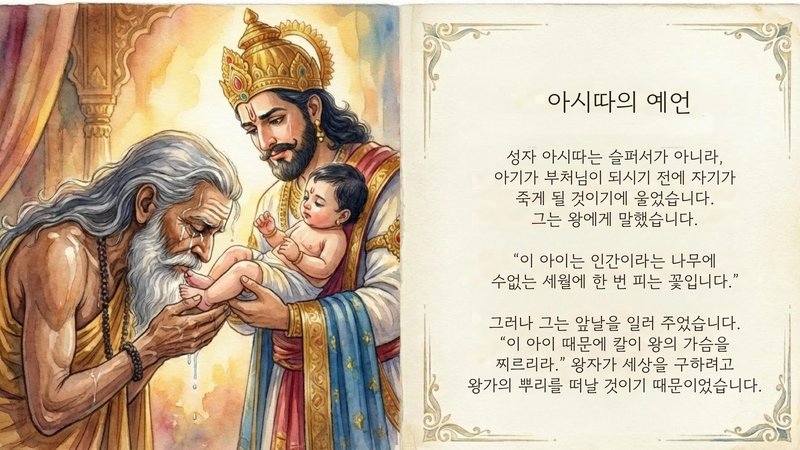 아시따의 예언
성자 아시따는 슬퍼서가 아니라,
아기가 부처님이 되시기 전에 자기가
죽게 될 것이기에 울었습니다.
그는 왕에게 말했습니다.
“이 아이는 인간이라는 나무에
수없는 세월에 한 번 피는 꽃입니다.”
그러나 그는 앞날을 일러 주었습니다.
“이 아이 때문에 칼이 왕의 가슴을
찌르리라.” 왕자가 세상을 구하려고
왕가의 뿌리를 떠날 것이기 때문이었습니다.